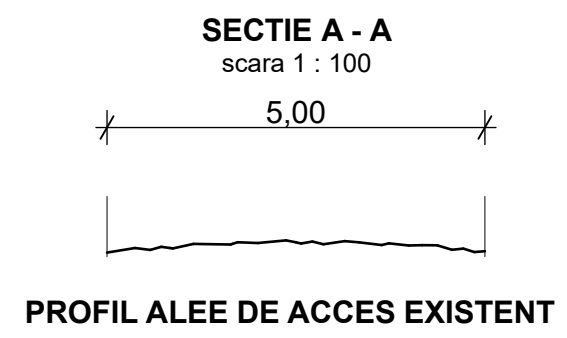 SECTIE A - A
scara 1 : 100
5,00
PROFIL ALEE DE ACCES EXISTENT